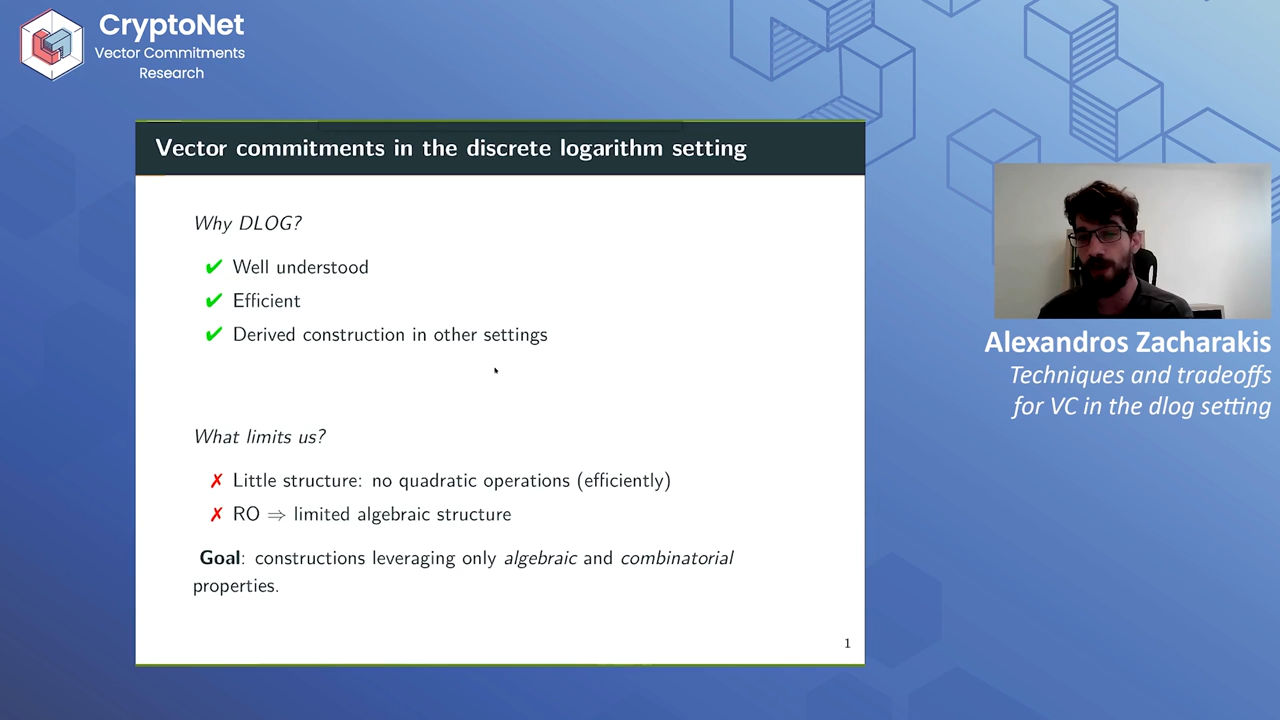 CryptoNet
Vector Commitments
Research
Vector commitments in the discrete logarithm setting
Why DLOG?
✔ Well understood
✔ Efficient
✔ Derived construction in other settings
What limits us?
✗ Little structure: no quadratic operations (efficiently)
✗ RO ⇒ limited algebraic structure
Goal: constructions leveraging only algebraic and combinatorial
properties.
1
Alexandros Zacharakis
Techniques and tradeoffs
for VC in the dlog setting